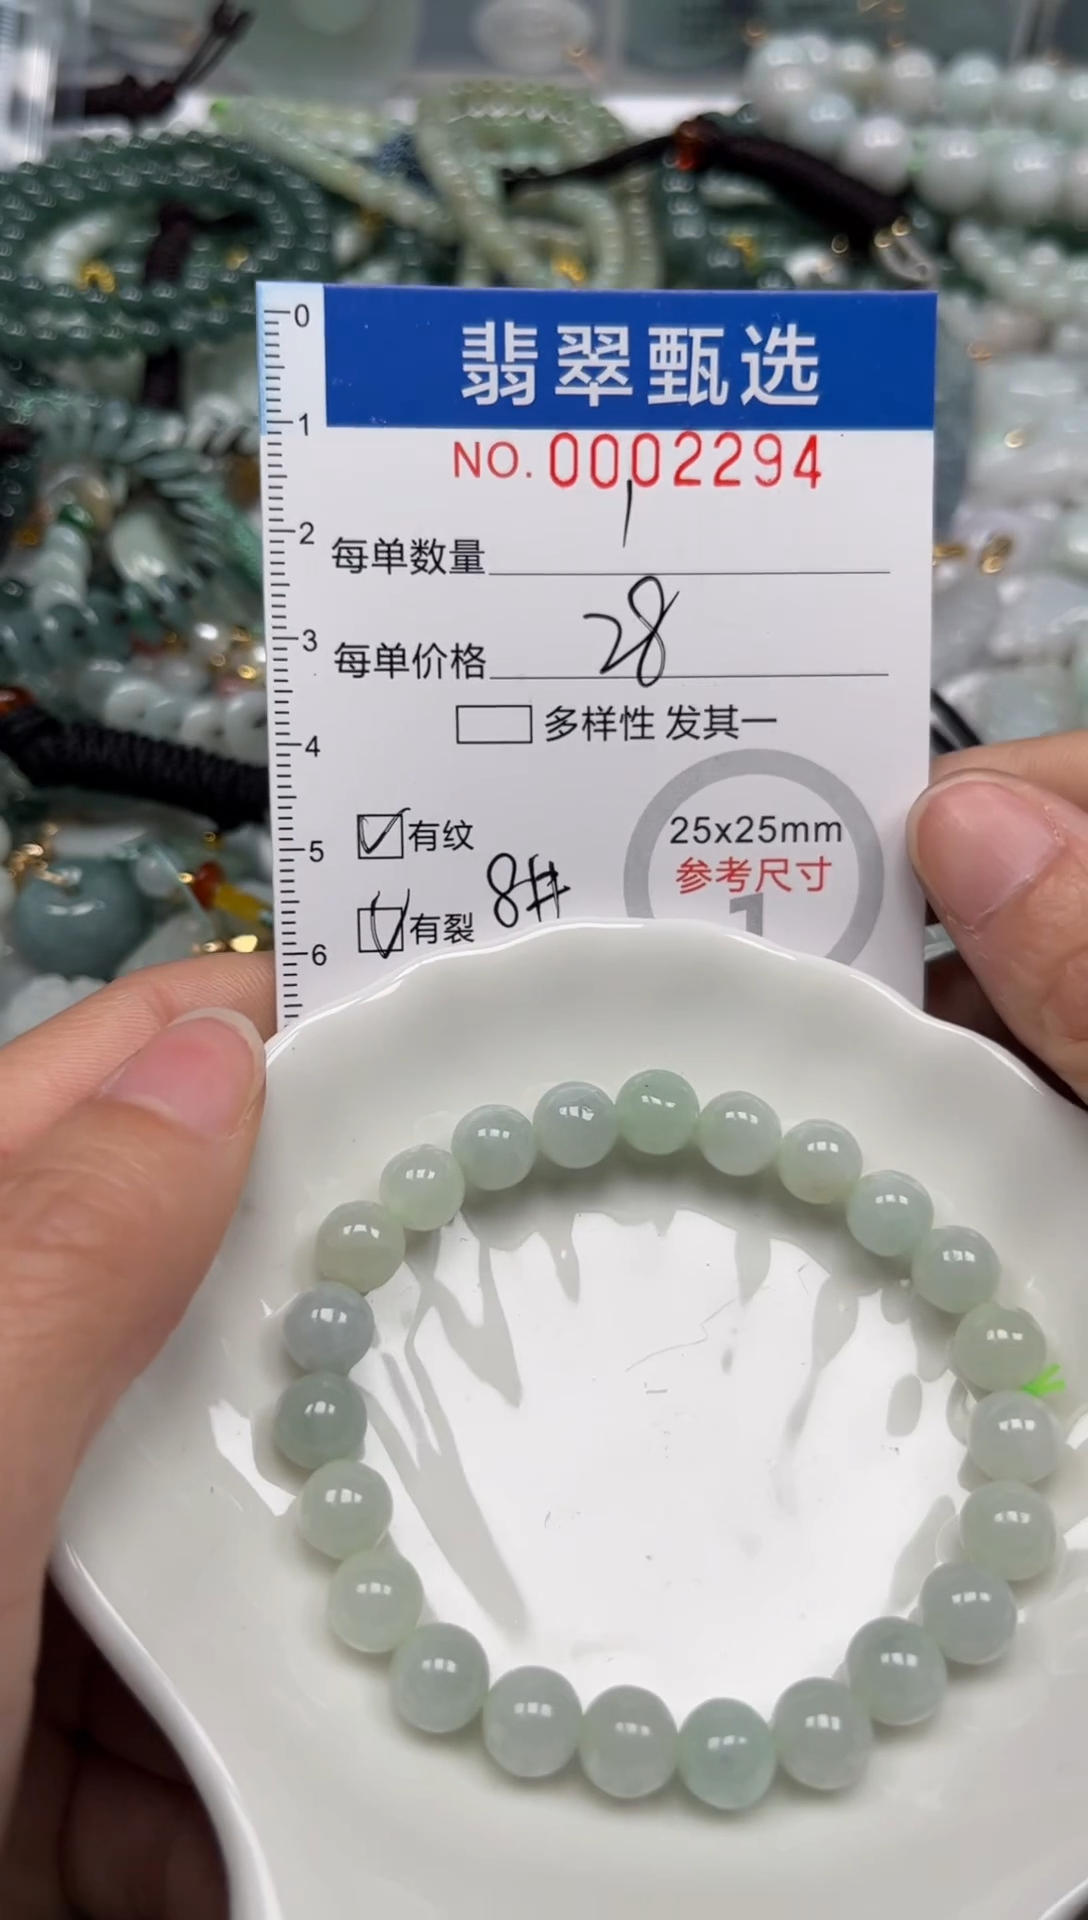 翡翠甄选
NO. 0002294
每单数量 1
每单价格 28
多样性 发其一
有纹
有裂 8#
25x25mm
参考尺寸
1
0
1
2
3
4
5
6